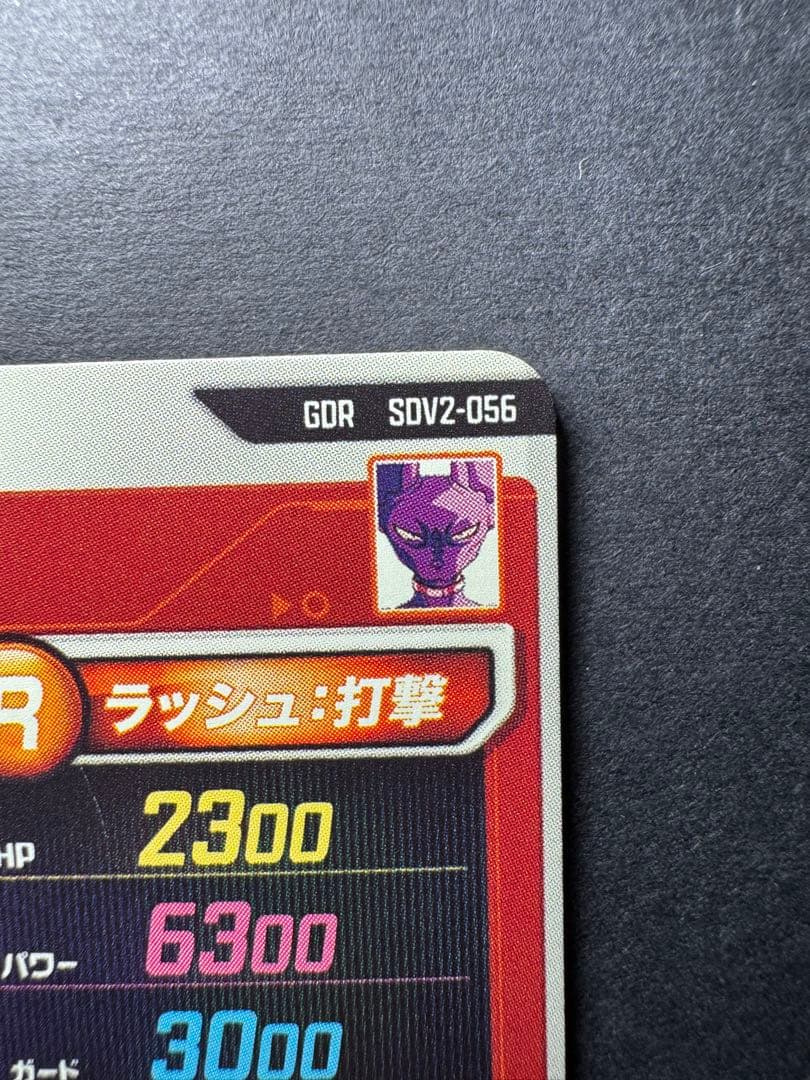 GDR SDV2-056
R ラッシュ:打撃
HP 2300
パワー 6300
ガード 3000